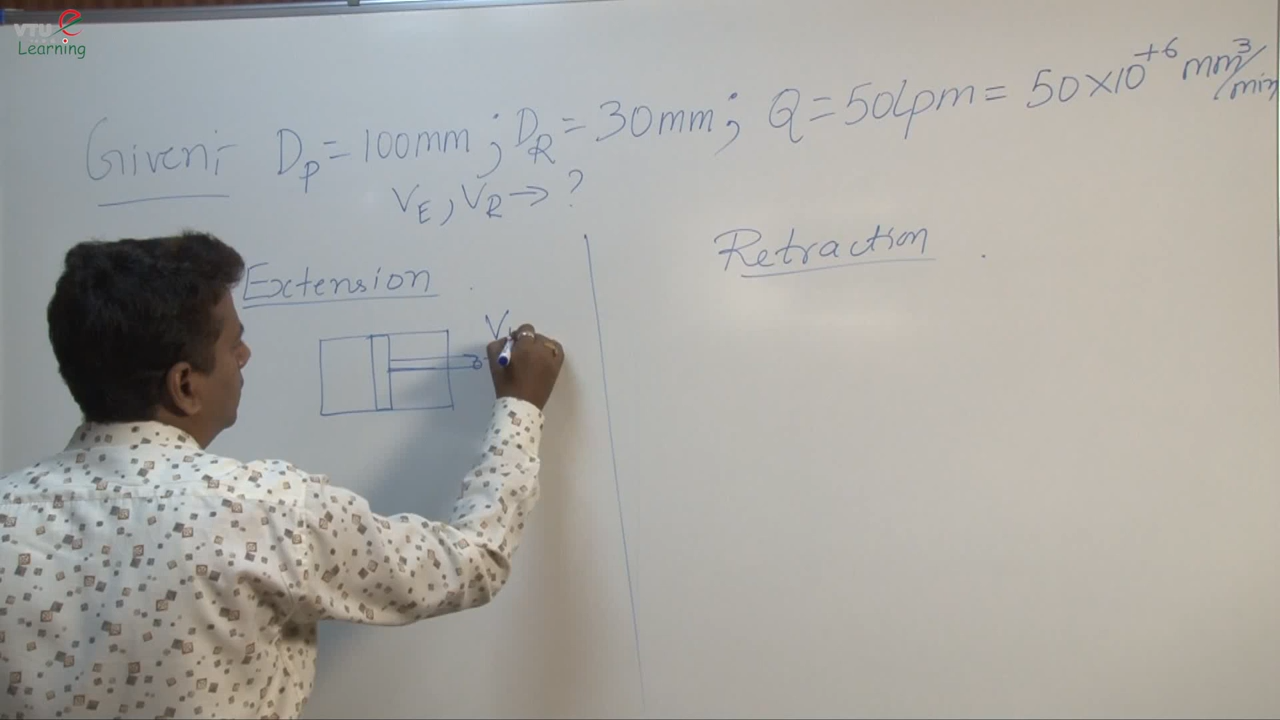 VTU e
Learning
Given:- Dp = 100mm ; DR = 30mm ; Q = 50Lpm = 50×10⁺⁶ mm³/min
VE, VR → ?
Extension
Retraction
V